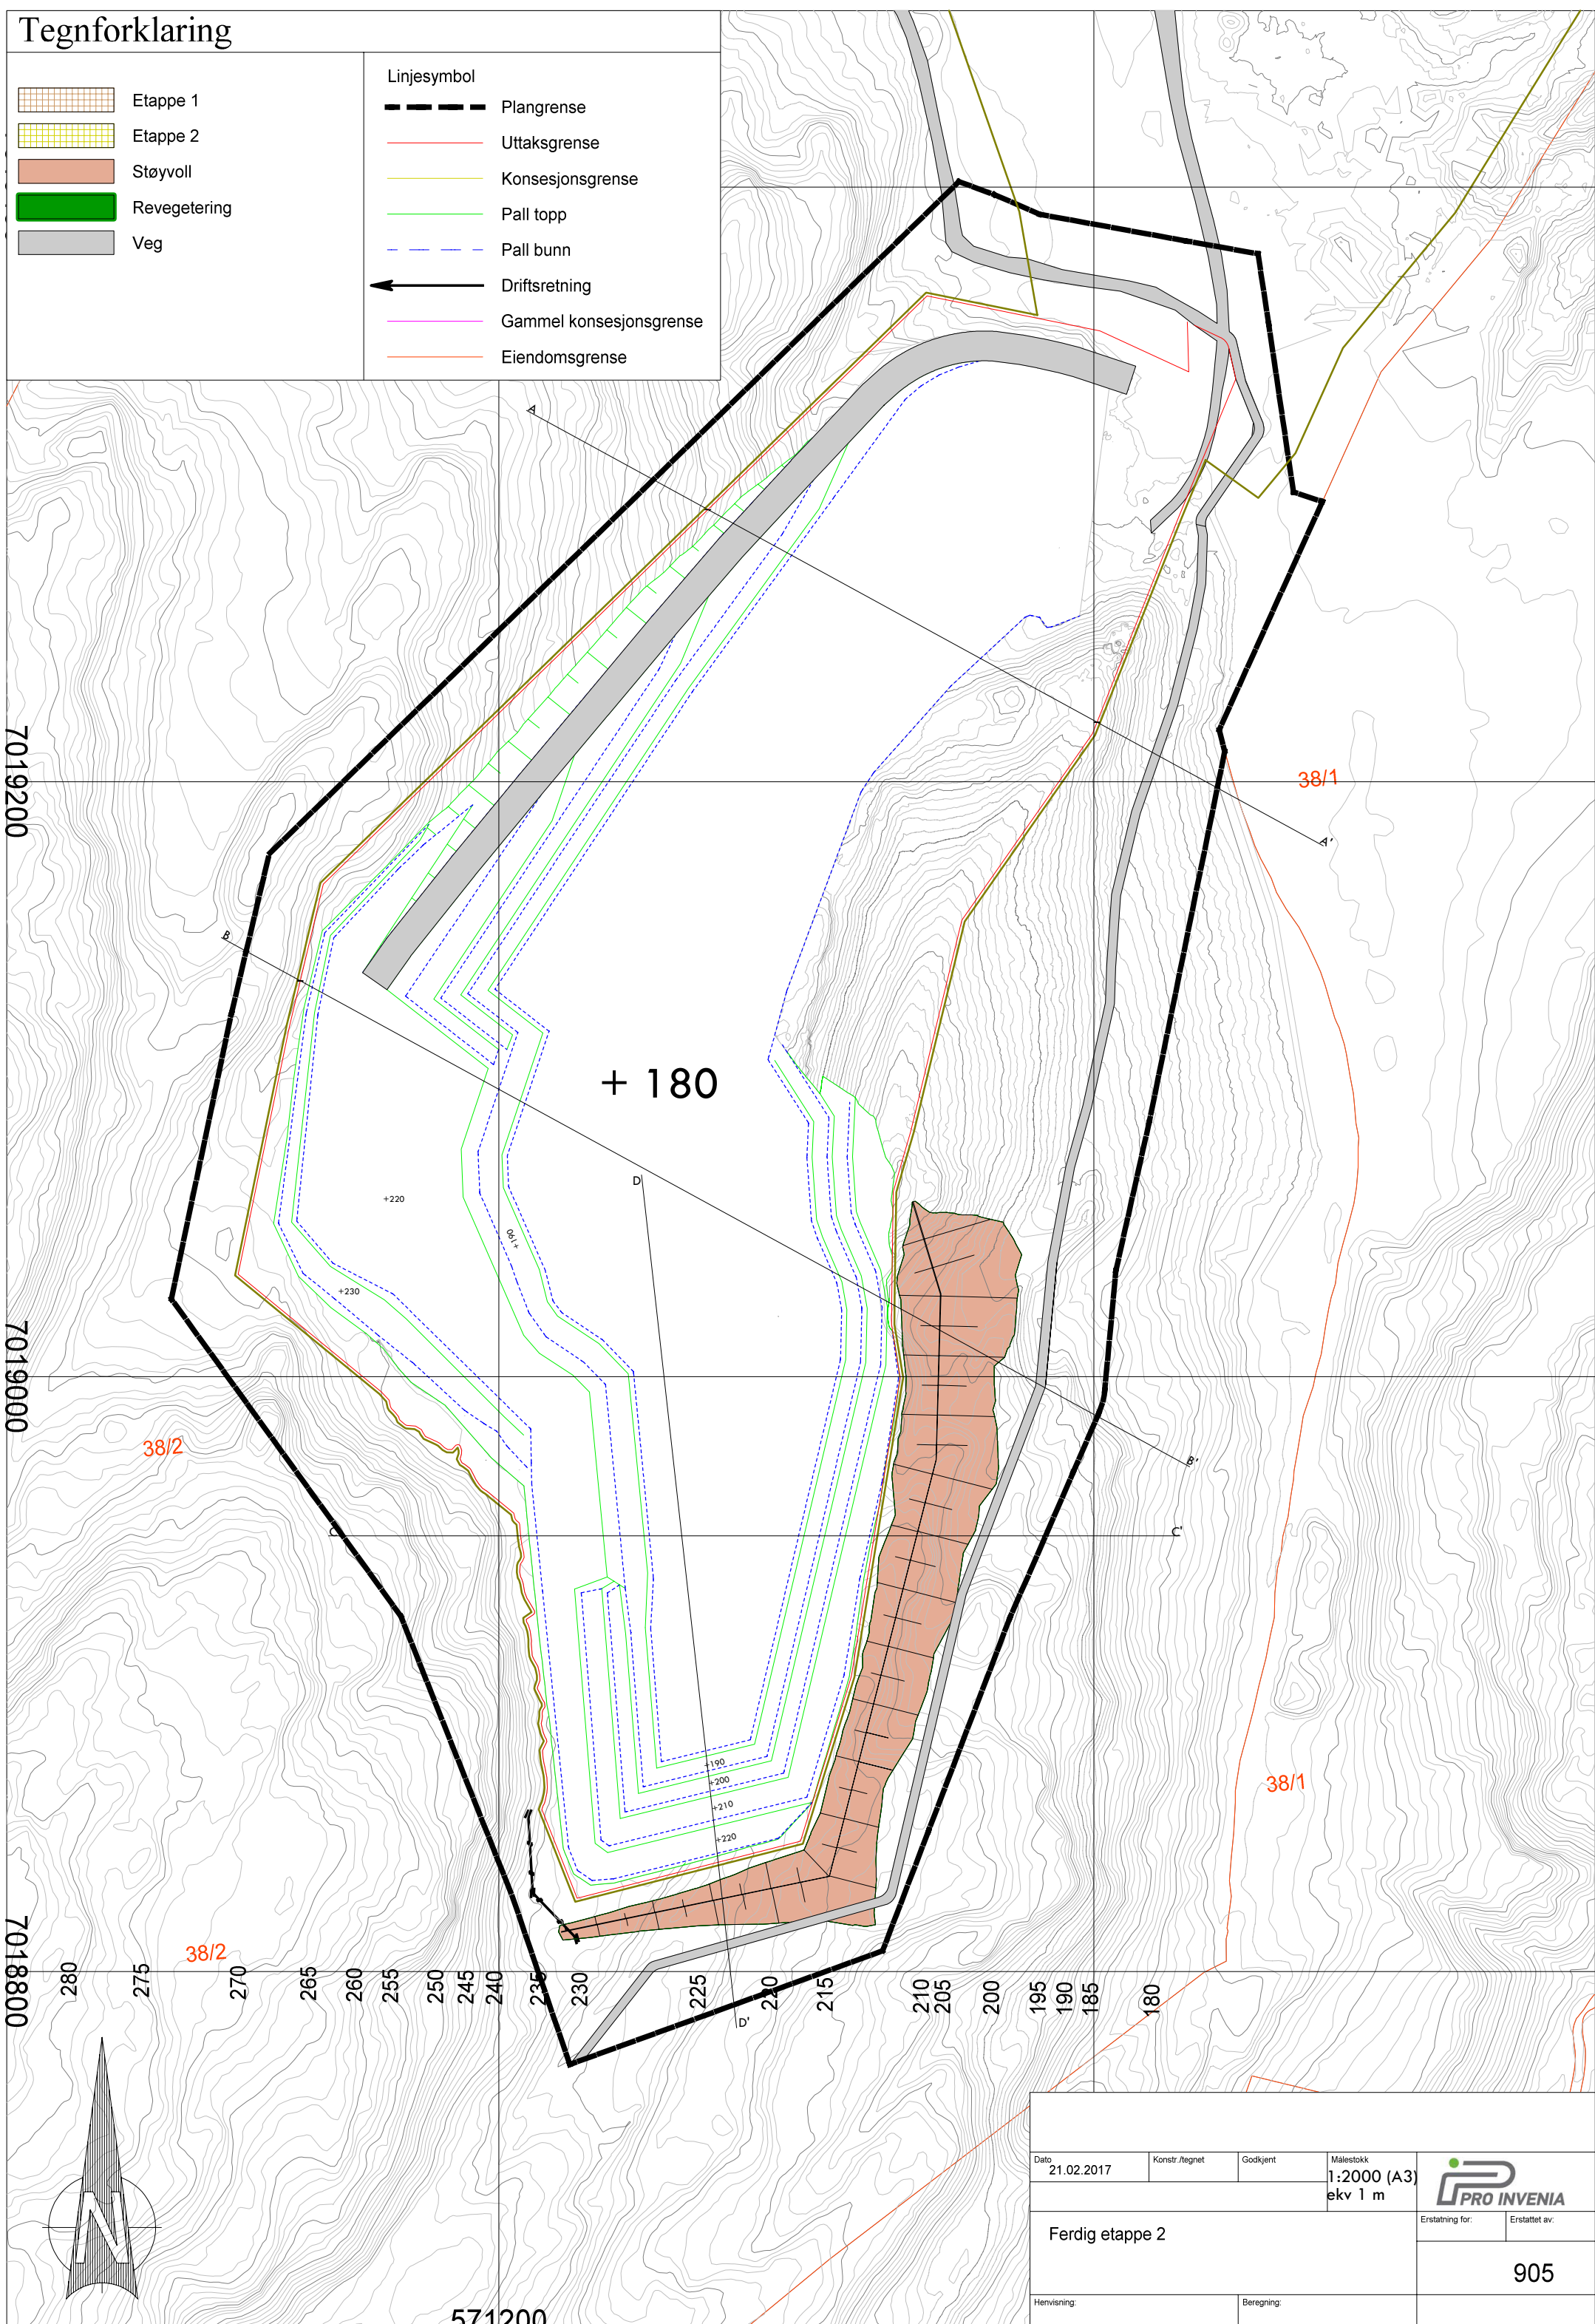 Tegnforklaring
Etappe 1
Etappe 2
Støyvoll
Revegetering
Veg
Linjesymbol
Plangrense
Uttaksgrense
Konsesjonsgrense
Pall topp
Pall bunn
Driftsretning
Gammel konsesjonsgrense
Eiendomsgrense
A
7019200
38/1
A'
B
+ 180
D
+220
+190
+230
7019000
38/2
B'
C
C'
+190
+200
+210
+220
38/1
38/2
7018800
280 275 270 265 260 255 250 245 240 235 230 225 220 215 210 205 200 195 190 185 180
D'
N
571200
Dato
21.02.2017
Konstr./tegnet
Godkjent
Målestokk
1:2000 (A3)
ekv 1 m
PRO INVENIA
Ferdig etappe 2
Erstatning for:
Erstattet av:
905
Henvisning:
Beregning: